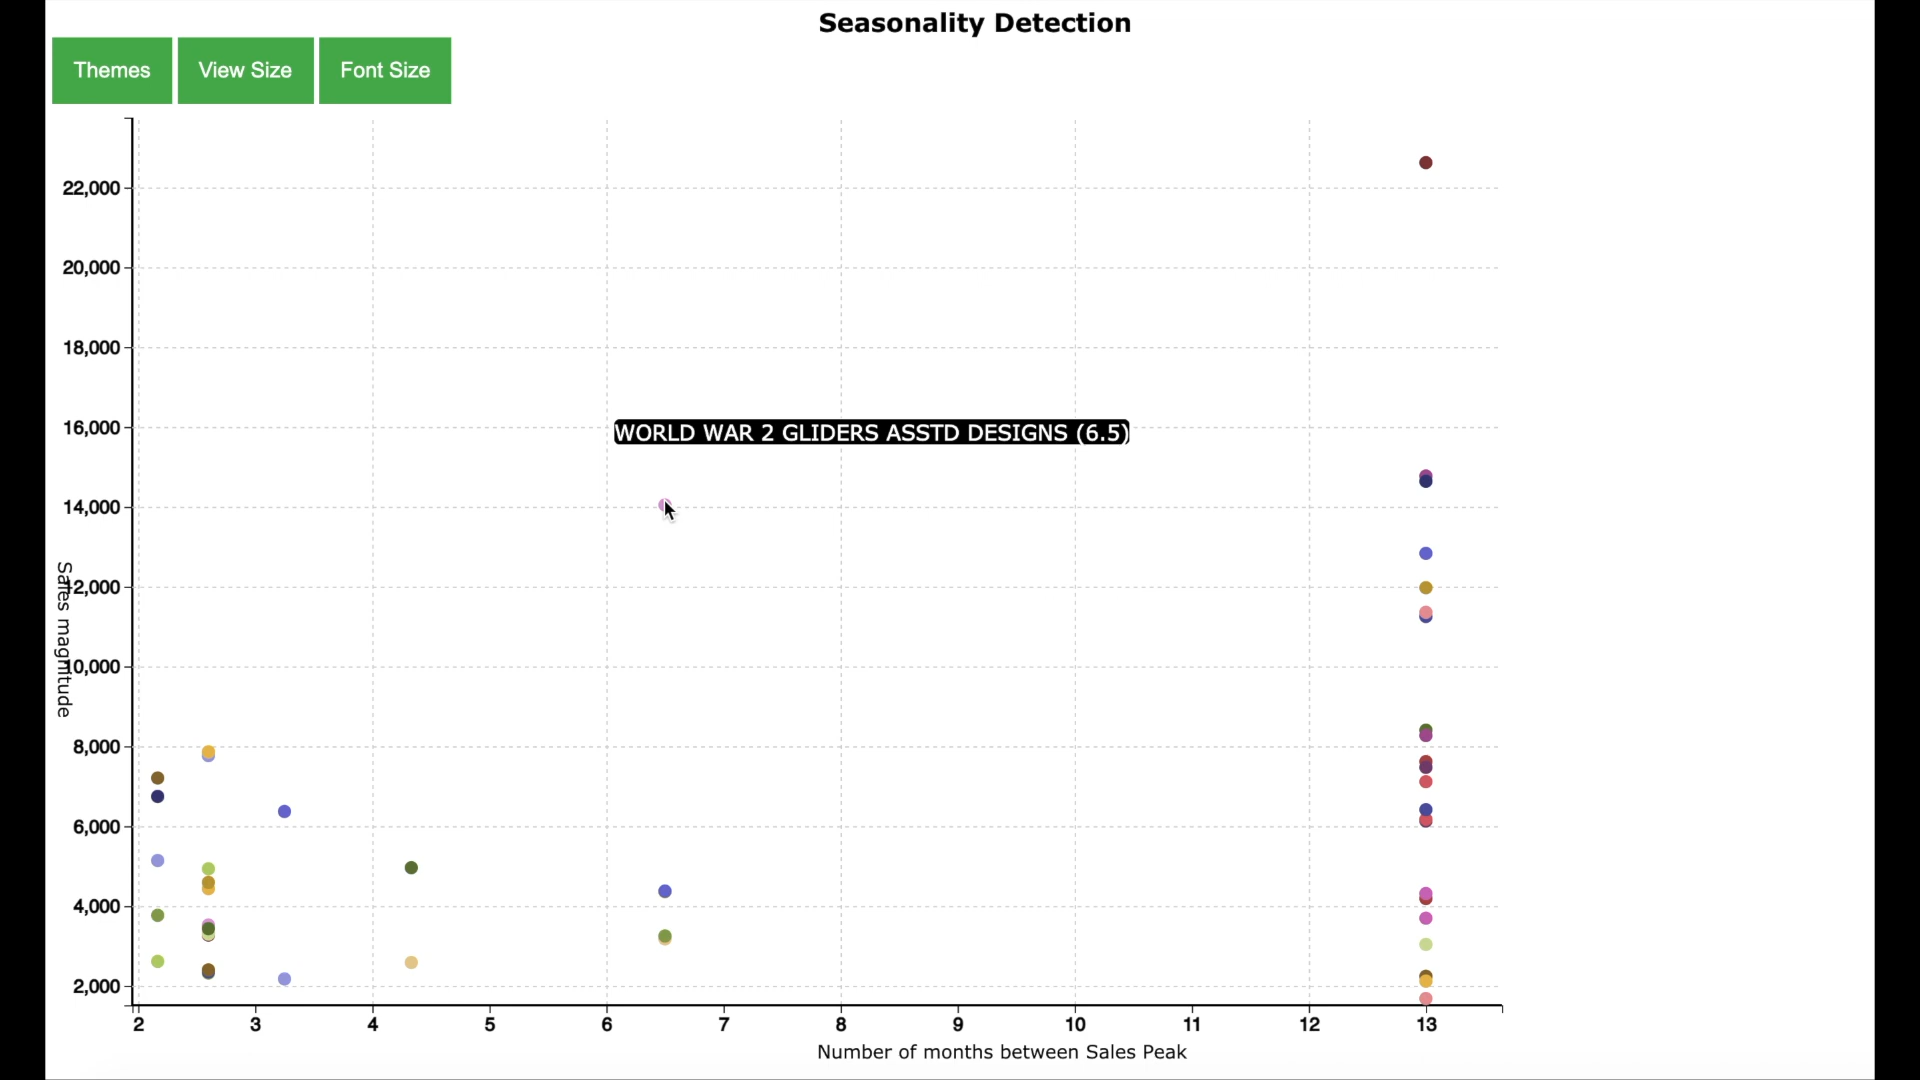 Seasonality Detection
Themes
View Size
Font Size
22,000
20,000
18,000
16,000
14,000
12,000
10,000
8,000
6,000
4,000
2,000
Sales magnitude
WORLD WAR 2 GLIDERS ASSTD DESIGNS (6.5)
2 3 4 5 6 7 8 9 10 11 12 13
Number of months between Sales Peak